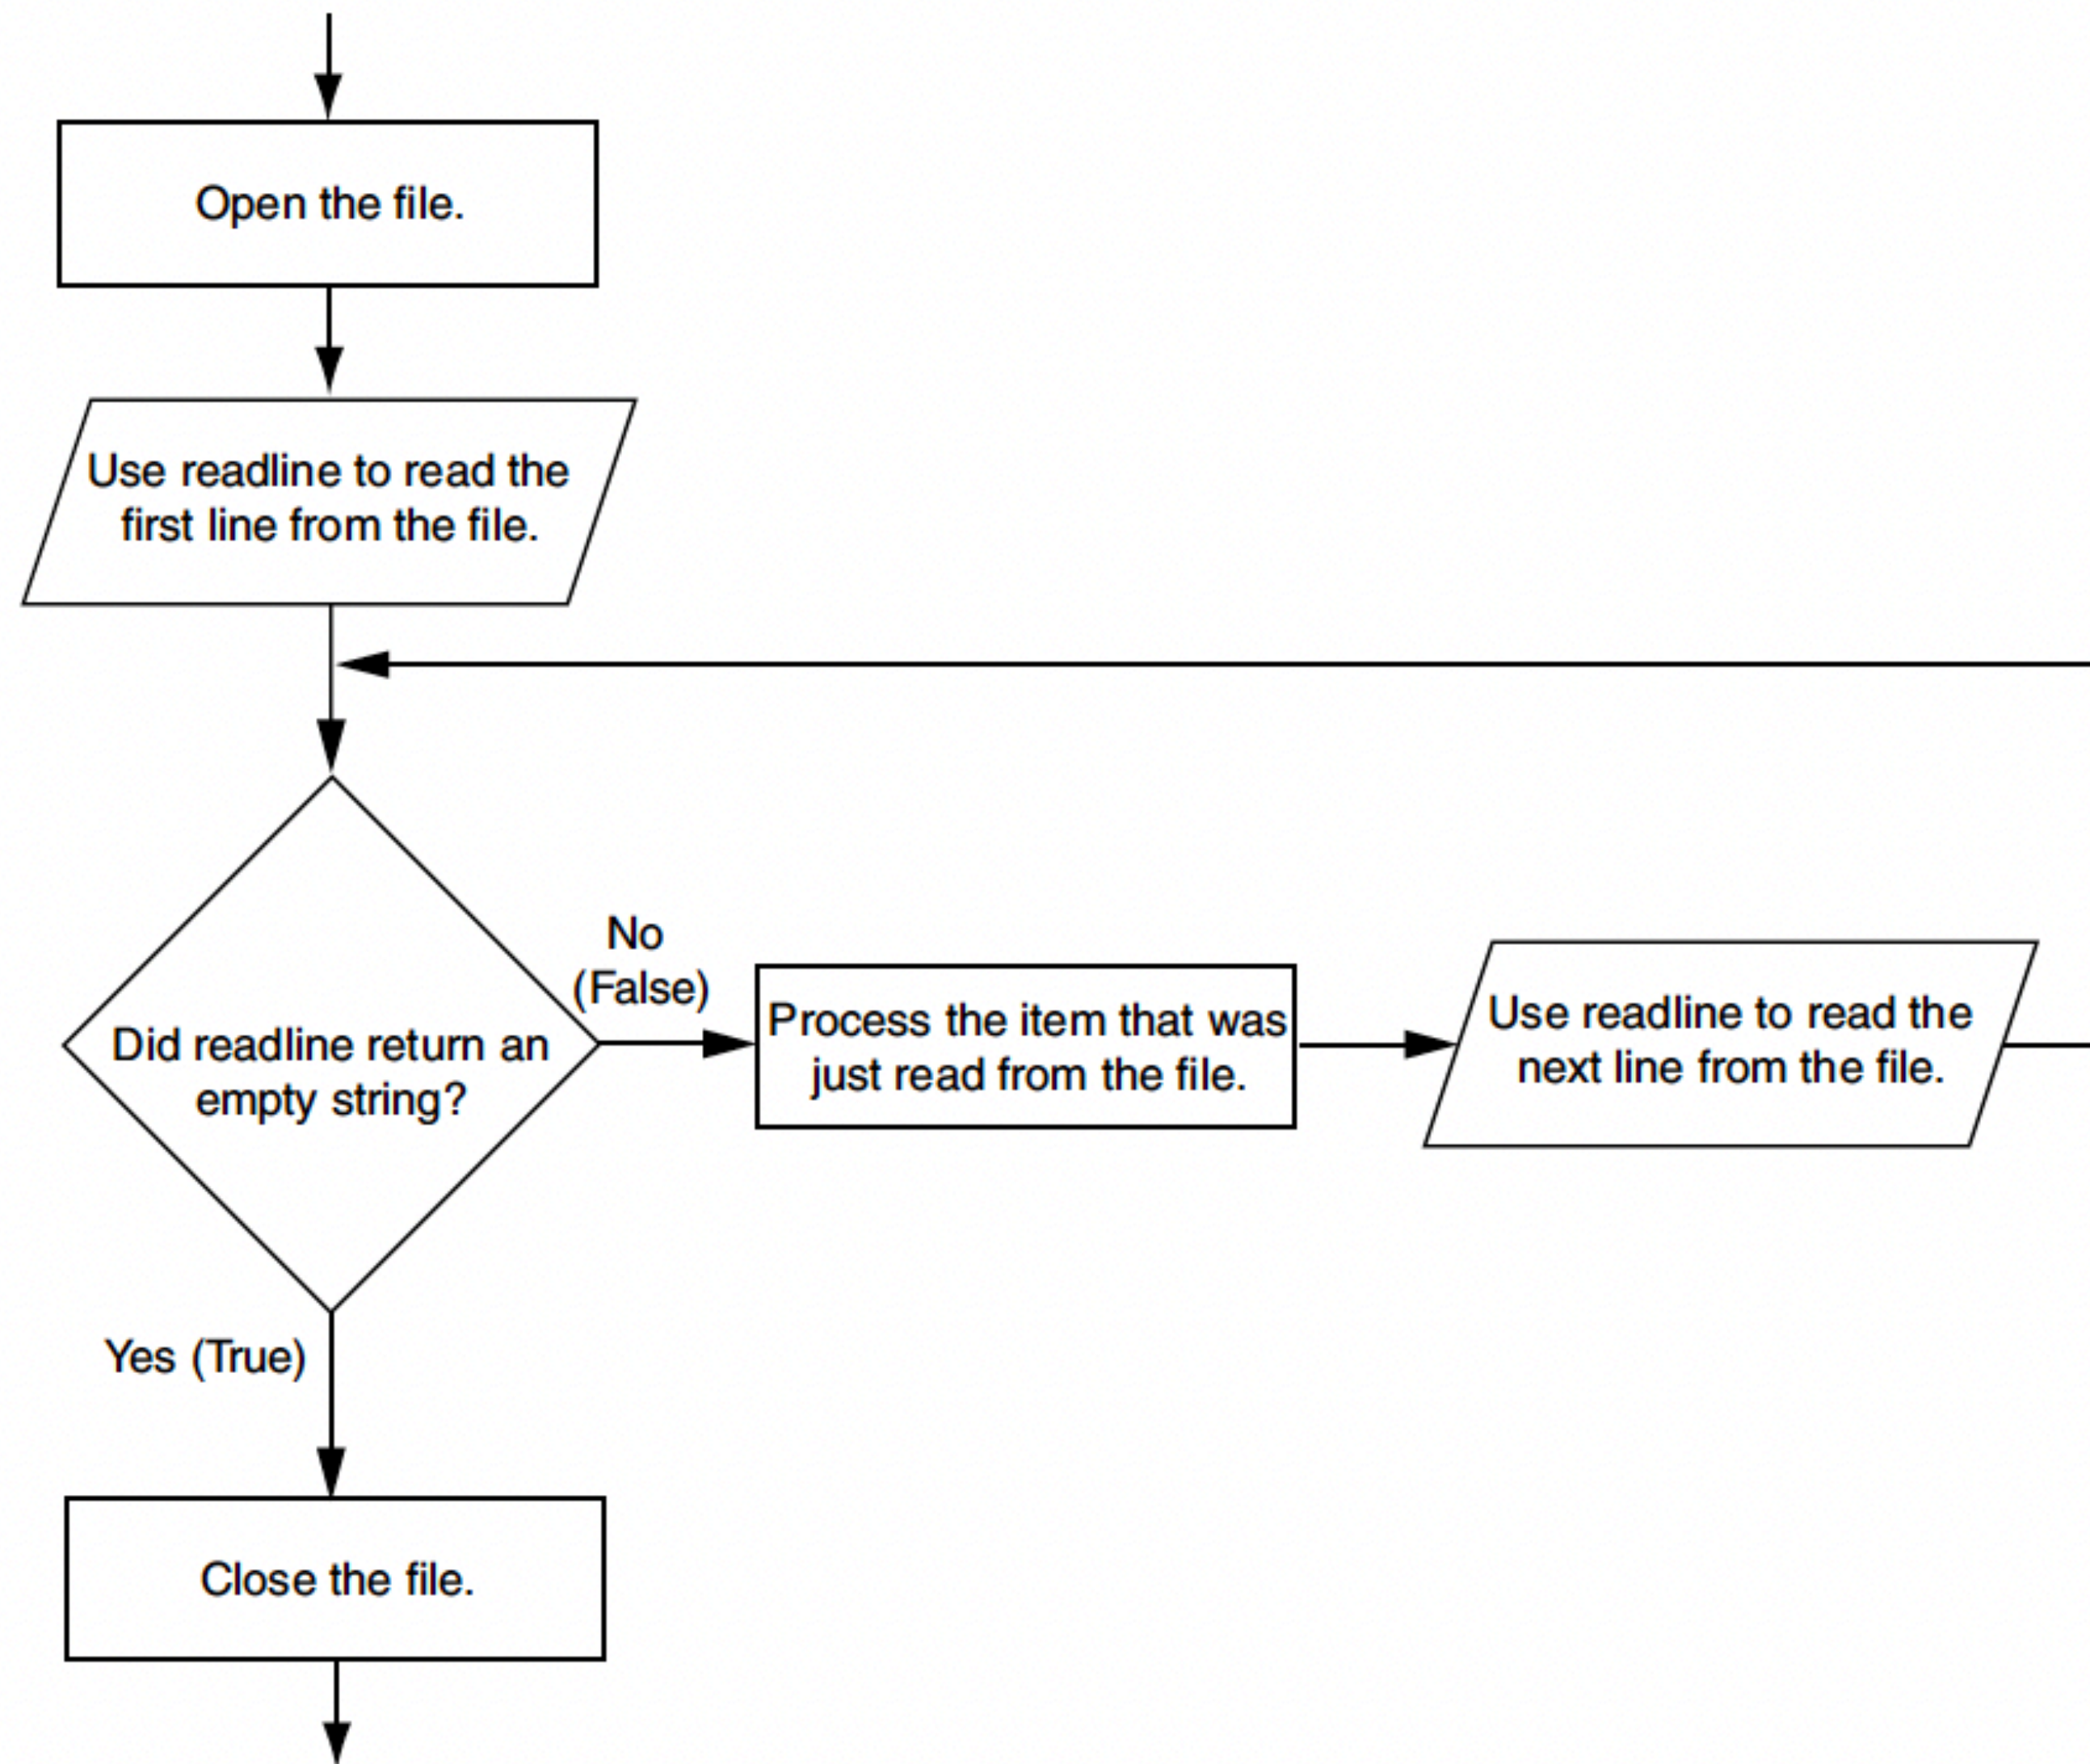 Open the file.
Use readline to read the
first line from the file.
No
(False)
Did readline return an
empty string?
Process the item that was
just read from the file.
Use readline to read the
next line from the file.
Yes (True)
Close the file.